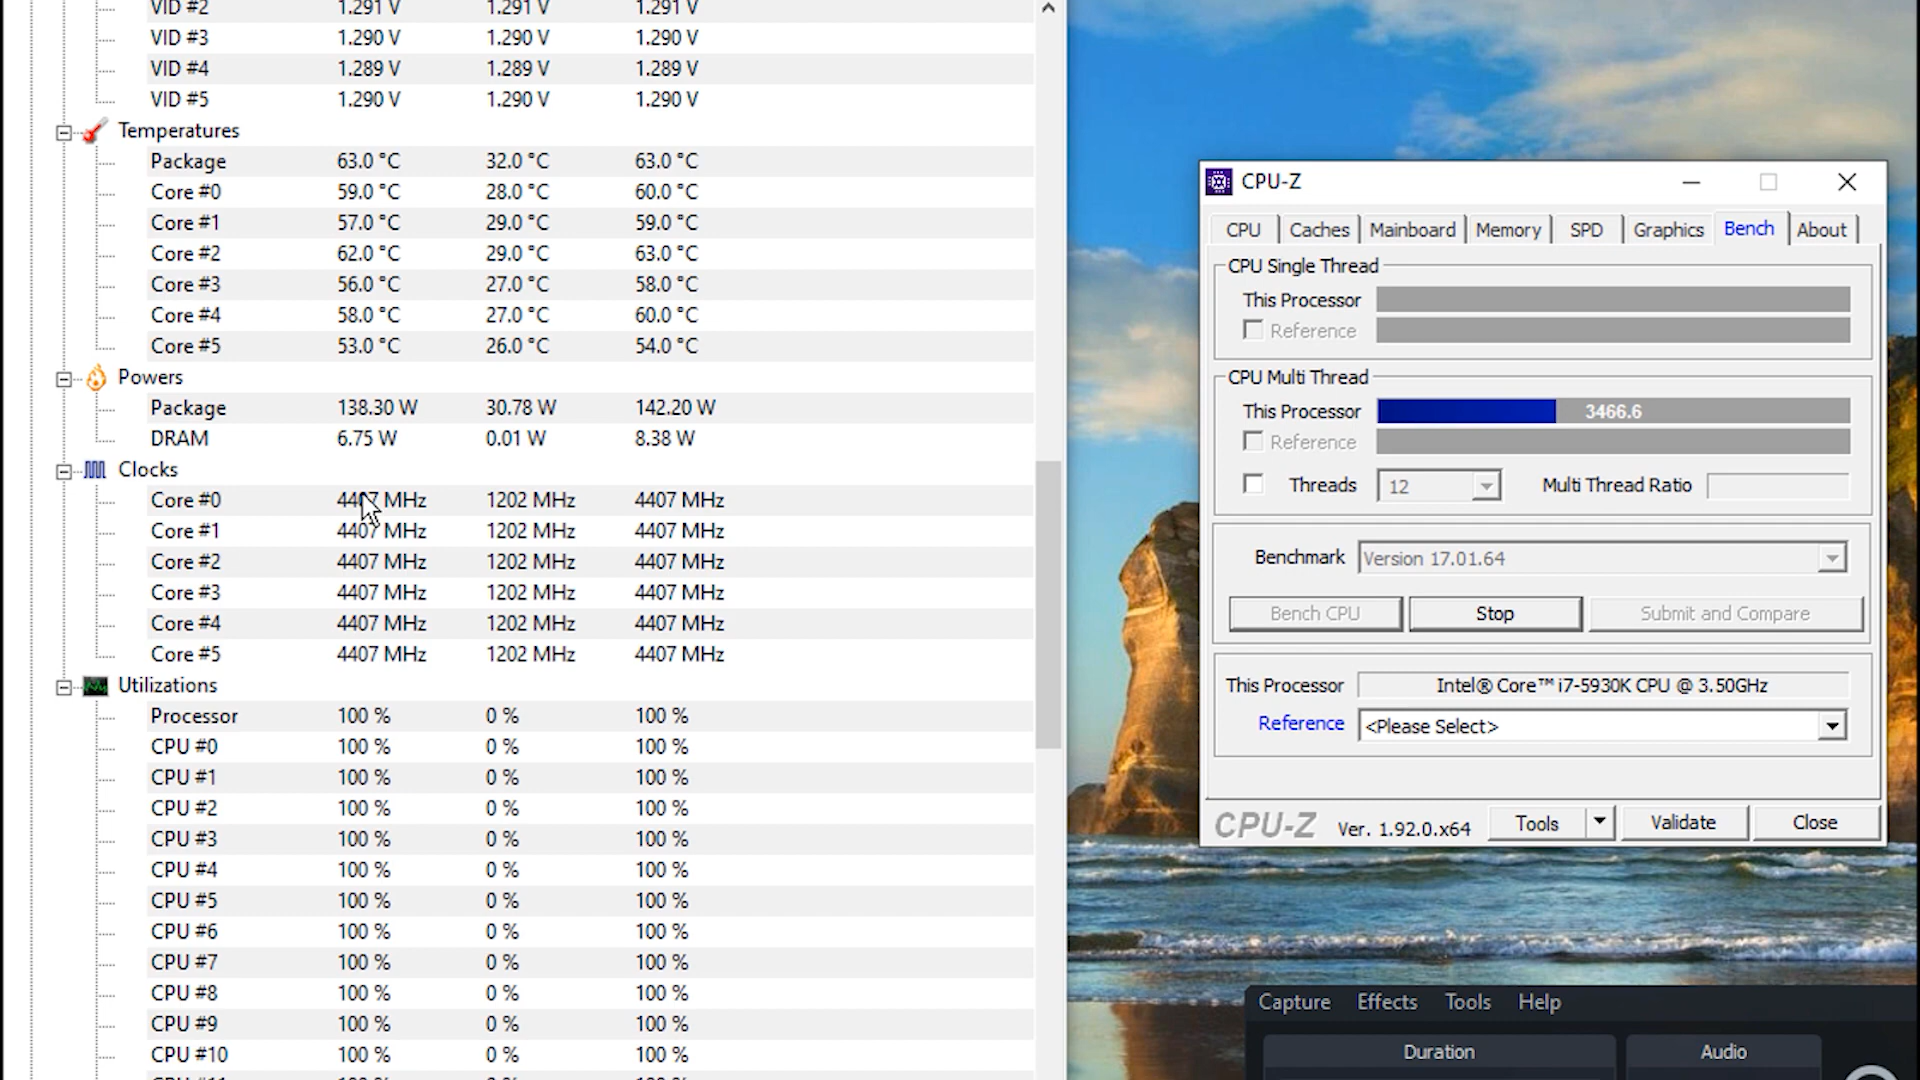 VID #2 1.291 V 1.291 V 1.291 V
VID #3 1.290 V 1.290 V 1.290 V
VID #4 1.289 V 1.289 V 1.289 V
VID #5 1.290 V 1.290 V 1.290 V
Temperatures
Package 63.0 °C 32.0 °C 63.0 °C
Core #0 59.0 °C 28.0 °C 60.0 °C
Core #1 57.0 °C 29.0 °C 59.0 °C
Core #2 62.0 °C 29.0 °C 63.0 °C
Core #3 56.0 °C 27.0 °C 58.0 °C
Core #4 58.0 °C 27.0 °C 60.0 °C
Core #5 53.0 °C 26.0 °C 54.0 °C
Powers
Package 138.30 W 30.78 W 142.20 W
DRAM 6.75 W 0.01 W 8.38 W
Clocks
Core #0 4407 MHz 1202 MHz 4407 MHz
Core #1 4407 MHz 1202 MHz 4407 MHz
Core #2 4407 MHz 1202 MHz 4407 MHz
Core #3 4407 MHz 1202 MHz 4407 MHz
Core #4 4407 MHz 1202 MHz 4407 MHz
Core #5 4407 MHz 1202 MHz 4407 MHz
Utilizations
Processor 100 % 0 % 100 %
CPU #0 100 % 0 % 100 %
CPU #1 100 % 0 % 100 %
CPU #2 100 % 0 % 100 %
CPU #3 100 % 0 % 100 %
CPU #4 100 % 0 % 100 %
CPU #5 100 % 0 % 100 %
CPU #6 100 % 0 % 100 %
CPU #7 100 % 0 % 100 %
CPU #8 100 % 0 % 100 %
CPU #9 100 % 0 % 100 %
CPU #10 100 % 0 % 100 %
CPU-Z
CPU Caches Mainboard Memory SPD Graphics Bench About
CPU Single Thread
This Processor
Reference
CPU Multi Thread
This Processor 3466.6
Reference
Threads 12 Multi Thread Ratio
Benchmark Version 17.01.64
Bench CPU Stop Submit and Compare
This Processor Intel® Core™ i7-5930K CPU @ 3.50GHz
Reference <Please Select>
CPU-Z Ver. 1.92.0.x64 Tools Validate Close
Capture Effects Tools Help
Duration Audio